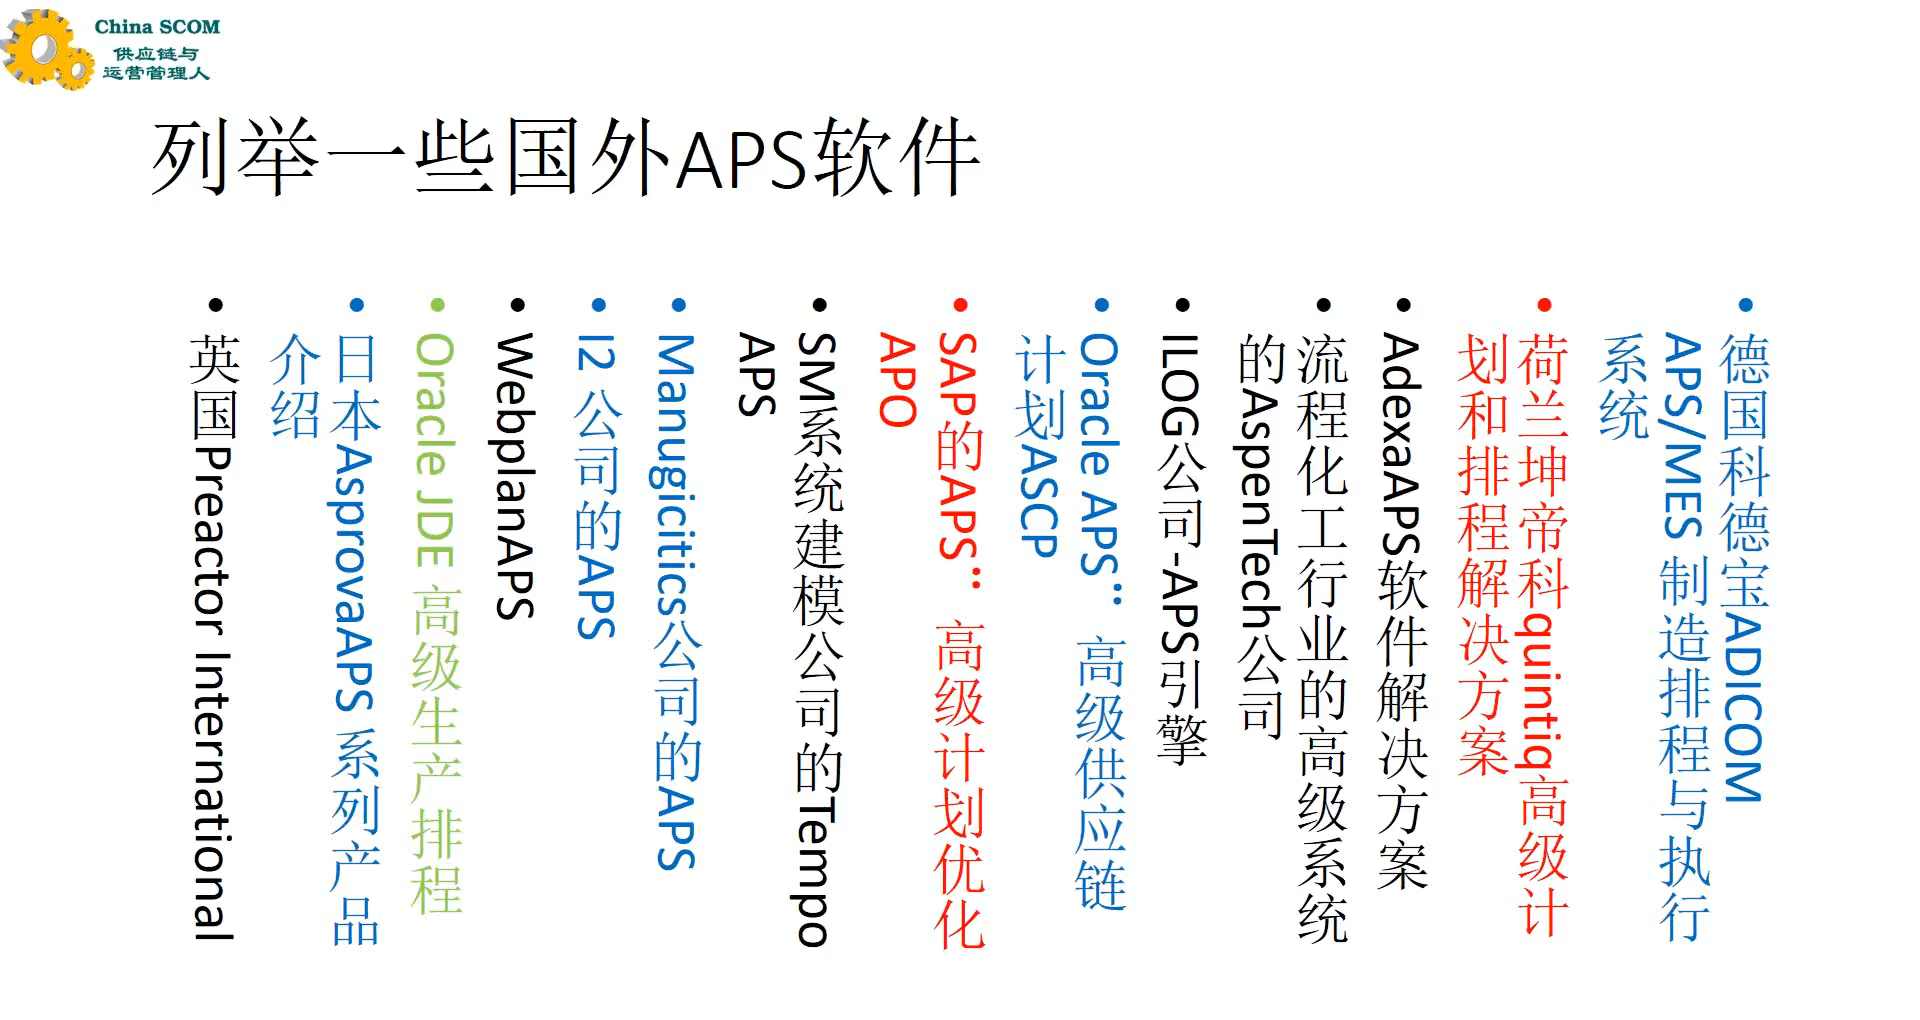 China SCOM
供应链与
运营管理人
列举一些国外APS软件
• 德国科德宝ADICOM
APS/MES 制造排程与执行
系统
• 荷兰坤帝科quintiq高级计
划和排程解决方案
• AdexaAPS软件解决方案
• 流程化工行业的高级系统
的AspenTech公司
• ILOG公司-APS引擎
• Oracle APS” 高级供应链
计划ASCP
• SAP的APS” 高级计划优化
APO
• SIM系统建模公司的Tempo
APS
• Manugicitics公司的APS
• I2 公司的APS
• WebplanAPS
• Oracle JDE 高级生产排程
• 日本AsprovaAPS 系列产品
介绍
• 英国Preactor International